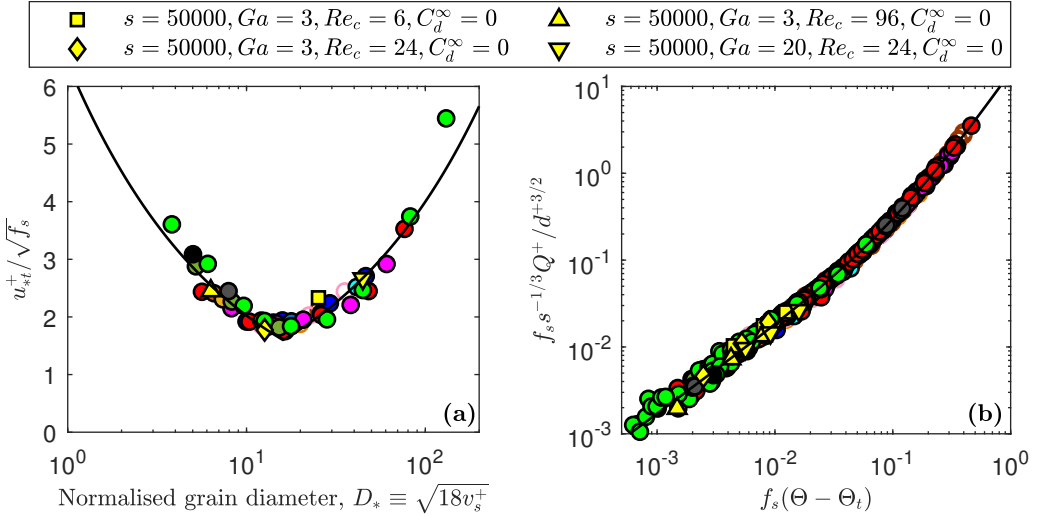 s = 50000, Ga = 3, Re_c = 6, C_d^∞ = 0
s = 50000, Ga = 3, Re_c = 96, C_d^∞ = 0
s = 50000, Ga = 3, Re_c = 24, C_d^∞ = 0
s = 50000, Ga = 20, Re_c = 24, C_d^∞ = 0
6
5
4
3
2
1
0
u_{*t}^+/√f_s
(a)
10^0
10^1
10^2
Normalised grain diameter, D_* ≡ √18v_s^+
10^0
10^{-1}
10^{-2}
10^{-3}
f_s s^{-1/3} Q^+/d^{+3/2}
(b)
10^{-3}
10^{-2}
10^{-1}
10^0
f_s(Θ − Θ_t)